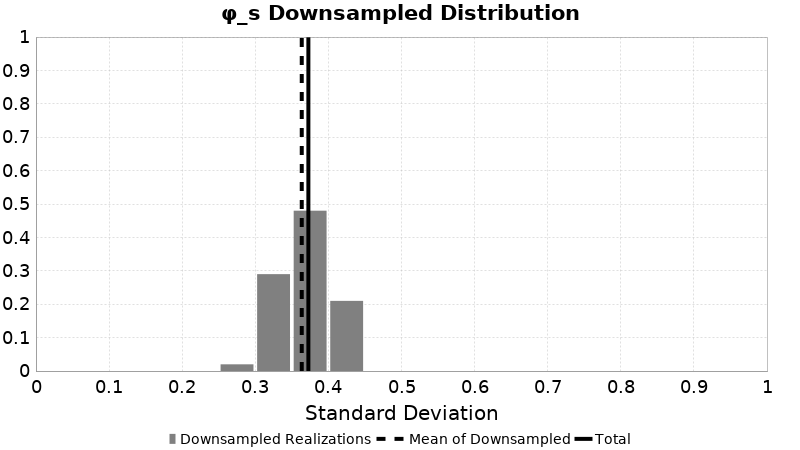 φ_s Downsampled Distribution
1
0.9
0.8
0.7
0.6
0.5
0.4
0.3
0.2
0.1
0
0 0.1 0.2 0.3 0.4 0.5 0.6 0.7 0.8 0.9 1
Standard Deviation
Downsampled Realizations Mean of Downsampled Total